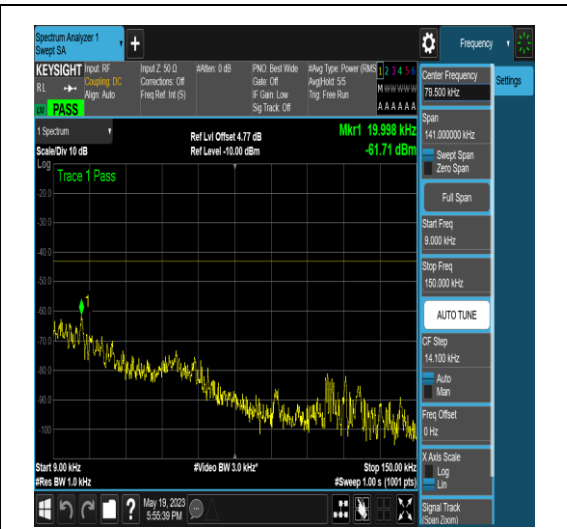 Spectrum Analyzer 1
Swept SA
+
Frequency
KEYSIGHT
RL
PASS
Input: RF
Coupling: DC
Align: Auto
Input Z: 50 Ω
Corrections: Off
Freq Ref: Int (S)
#Atten: 0 dB
PNO: Best Wide
Gate: Off
IF Gain: Low
Sig Track: Off
#Avg Type: Power (RMS
Avg|Hold: 5/5
Trig: Free Run
1 2 3 4 5 6
M W W W W W
A A A A A A
Center Frequency
79.500 kHz
Settings
Span
141.000000 kHz
Swept Span
Zero Span
Full Span
Start Freq
9.000 kHz
Stop Freq
150.000 kHz
AUTO TUNE
CF Step
14.100 kHz
Auto
Man
Freq Offset
0 Hz
X Axis Scale
Log
Lin
Signal Track
(Span Zoom)
1 Spectrum
Scale/Div 10 dB
Ref Lvl Offset 4.77 dB
Ref Level -10.00 dBm
Mkr1 19.998 kHz
-61.71 dBm
Log
Trace 1 Pass
-20.0
-30.0
-40.0
-50.0
-60.0
-70.0
-80.0
-90.0
-100
1
Start 9.00 kHz
#Res BW 1.0 kHz
#Video BW 3.0 kHz*
Stop 150.00 kHz
#Sweep 1.00 s (1001 pts)
?
May 19, 2023
5:55:39 PM